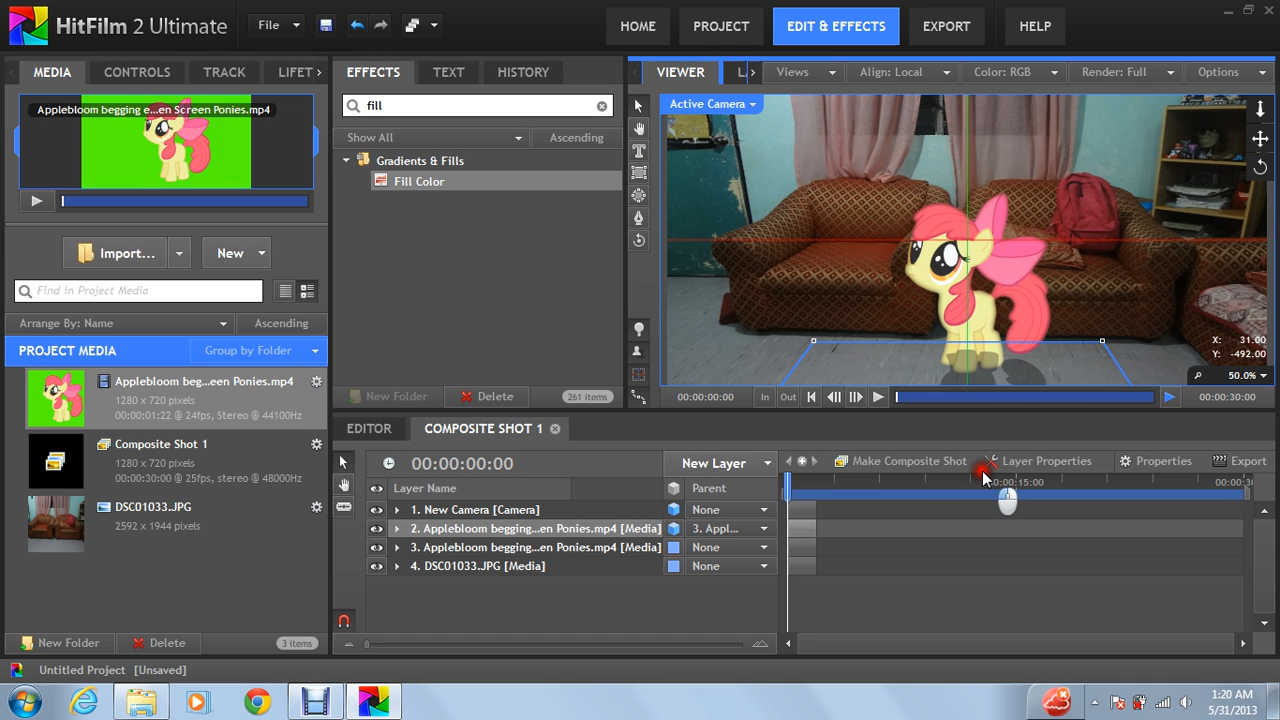 HitFilm 2 Ultimate
File
HOME
PROJECT
EDIT & EFFECTS
EXPORT
HELP
MEDIA
CONTROLS
TRACK
LIFET
Applebloom begging e...en Screen Ponies.mp4
Import...
New
Find in Project Media
Arrange By: Name
Ascending
PROJECT MEDIA
Group by Folder
Applebloom beg...een Ponies.mp4
1280 x 720 pixels
00:00:01:22 @ 24fps, Stereo @ 44100Hz
Composite Shot 1
1280 x 720 pixels
00:00:30:00 @ 25fps, Stereo @ 48000Hz
DSC01033.JPG
2592 x 1944 pixels
New Folder
Delete
3 items
EFFECTS
TEXT
HISTORY
fill
Show All
Ascending
Gradients & Fills
Fill Color
New Folder
Delete
261 items
VIEWER
Views
Align: Local
Color: RGB
Render: Full
Options
Active Camera
X: 31.00
Y: -492.00
50.0%
00:00:00:00
In
Out
00:00:30:00
EDITOR
COMPOSITE SHOT 1
00:00:00:00
New Layer
Make Composite Shot
Layer Properties
Properties
Export
Layer Name
Parent
00:00:15:00
00:00:30
1. New Camera [Camera]
None
2. Applebloom begging...en Ponies.mp4 [Media]
3. Appl...
3. Applebloom begging...en Ponies.mp4 [Media]
None
4. DSC01033.JPG [Media]
None
Untitled Project [Unsaved]
1:20 AM
5/31/2013